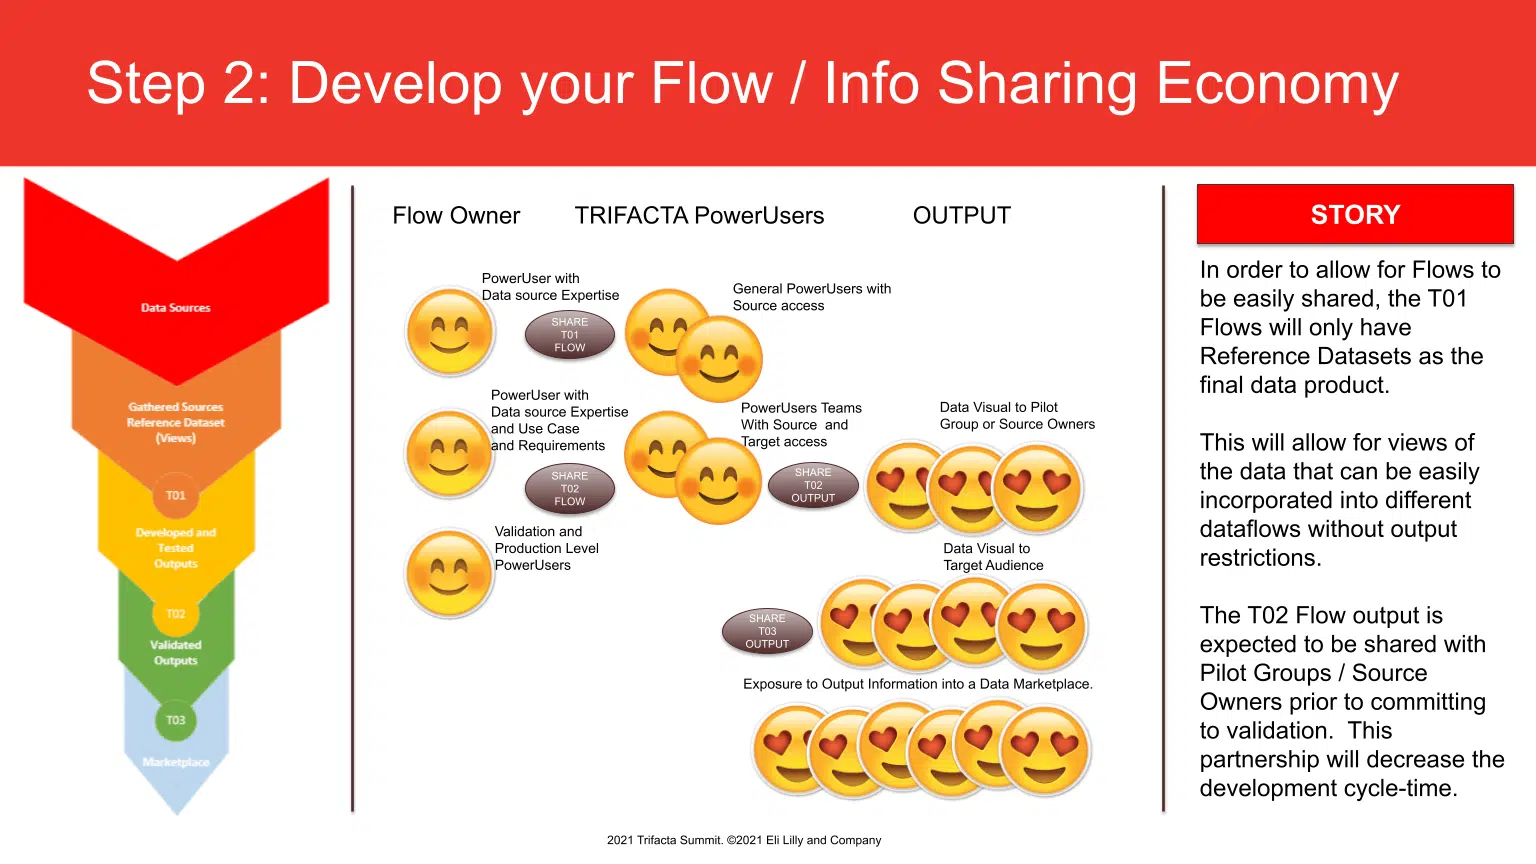 Step 2: Develop your Flow / Info Sharing Economy
Data Sources
Gathered Sources
Reference Dataset
(Views)
T01
Developed and
Tested
Outputs
T02
Validated
Outputs
T03
Marketplace
Flow Owner
TRIFACTA PowerUsers
OUTPUT
PowerUser with
Data source Expertise
SHARE
T01
FLOW
General PowerUsers with
Source access
PowerUser with
Data source Expertise
and Use Case
and Requirements
SHARE
T02
FLOW
PowerUsers Teams
With Source and
Target access
SHARE
T02
OUTPUT
Data Visual to Pilot
Group or Source Owners
Validation and
Production Level
PowerUsers
Data Visual to
Target Audience
SHARE
T03
OUTPUT
Exposure to Output Information into a Data Marketplace.
STORY
In order to allow for Flows to
be easily shared, the T01
Flows will only have
Reference Datasets as the
final data product.
This will allow for views of
the data that can be easily
incorporated into different
dataflows without output
restrictions.
The T02 Flow output is
expected to be shared with
Pilot Groups / Source
Owners prior to committing
to validation. This
partnership will decrease the
development cycle-time.
2021 Trifacta Summit. ©2021 Eli Lilly and Company